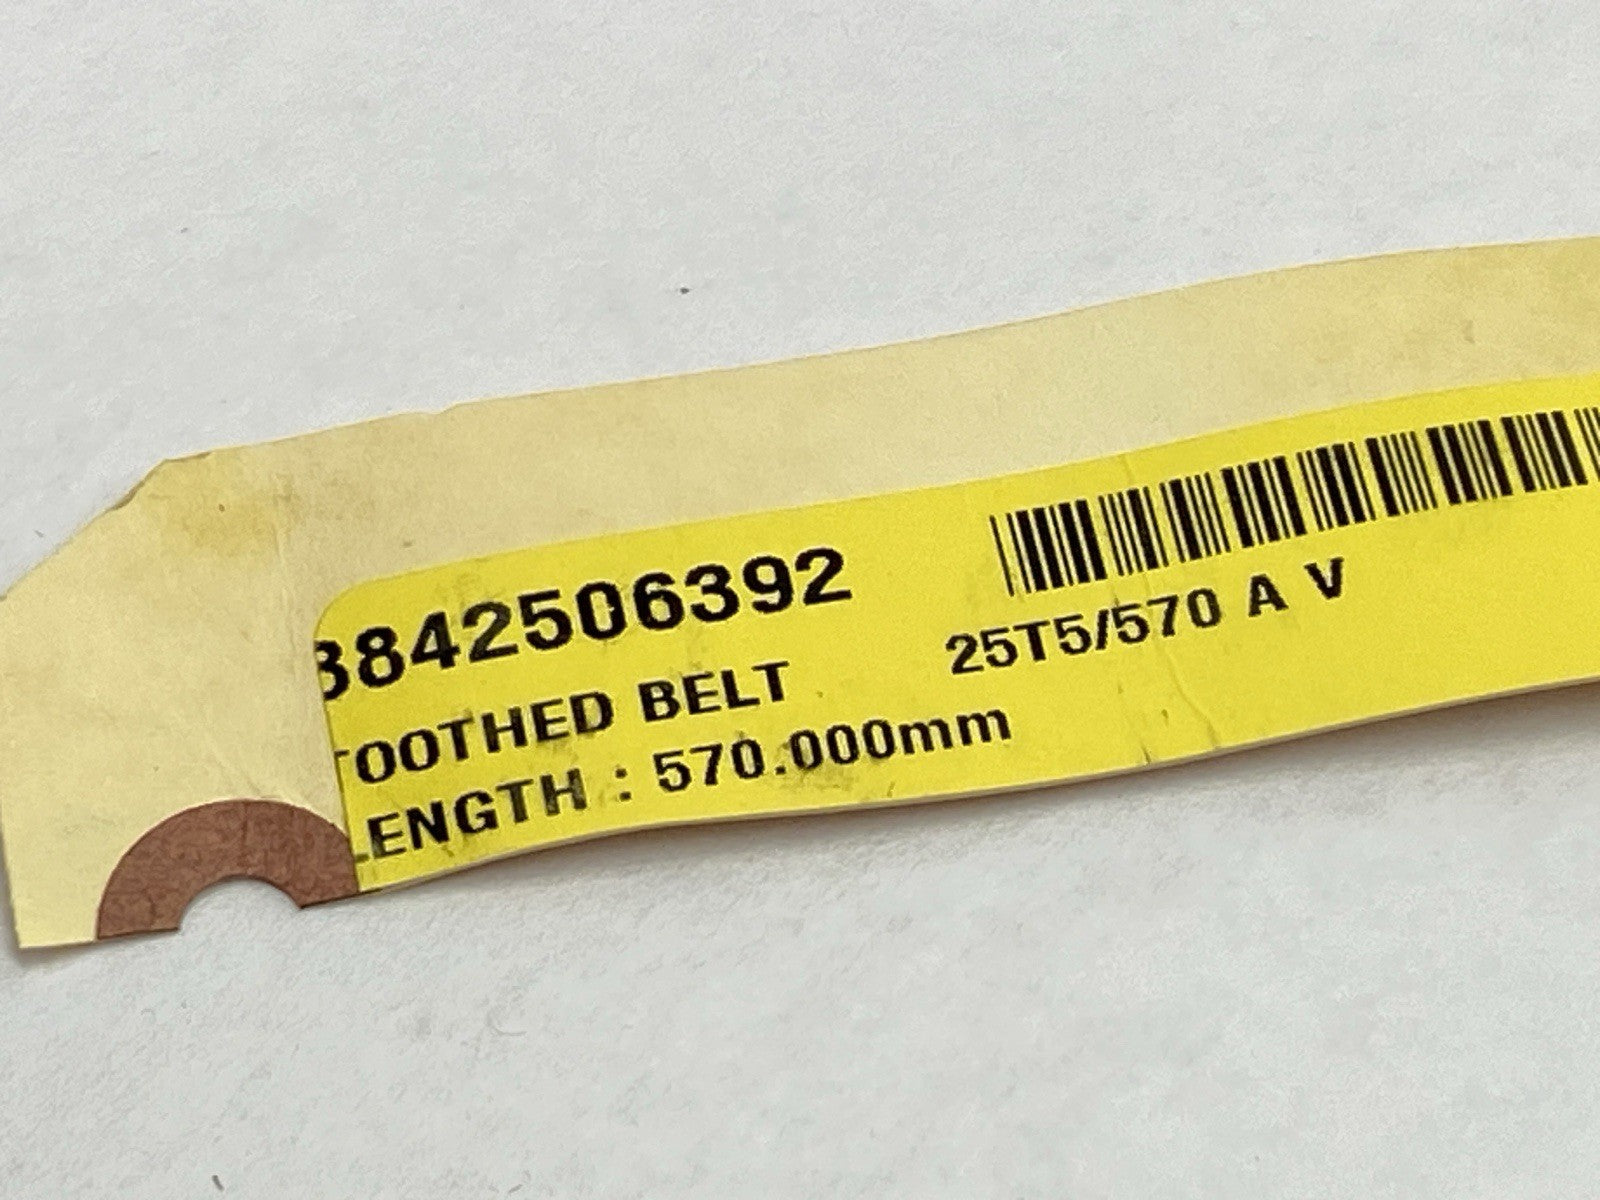 3842506392
TOOTHED BELT
LENGTH : 570.000mm
25T5/570 A V